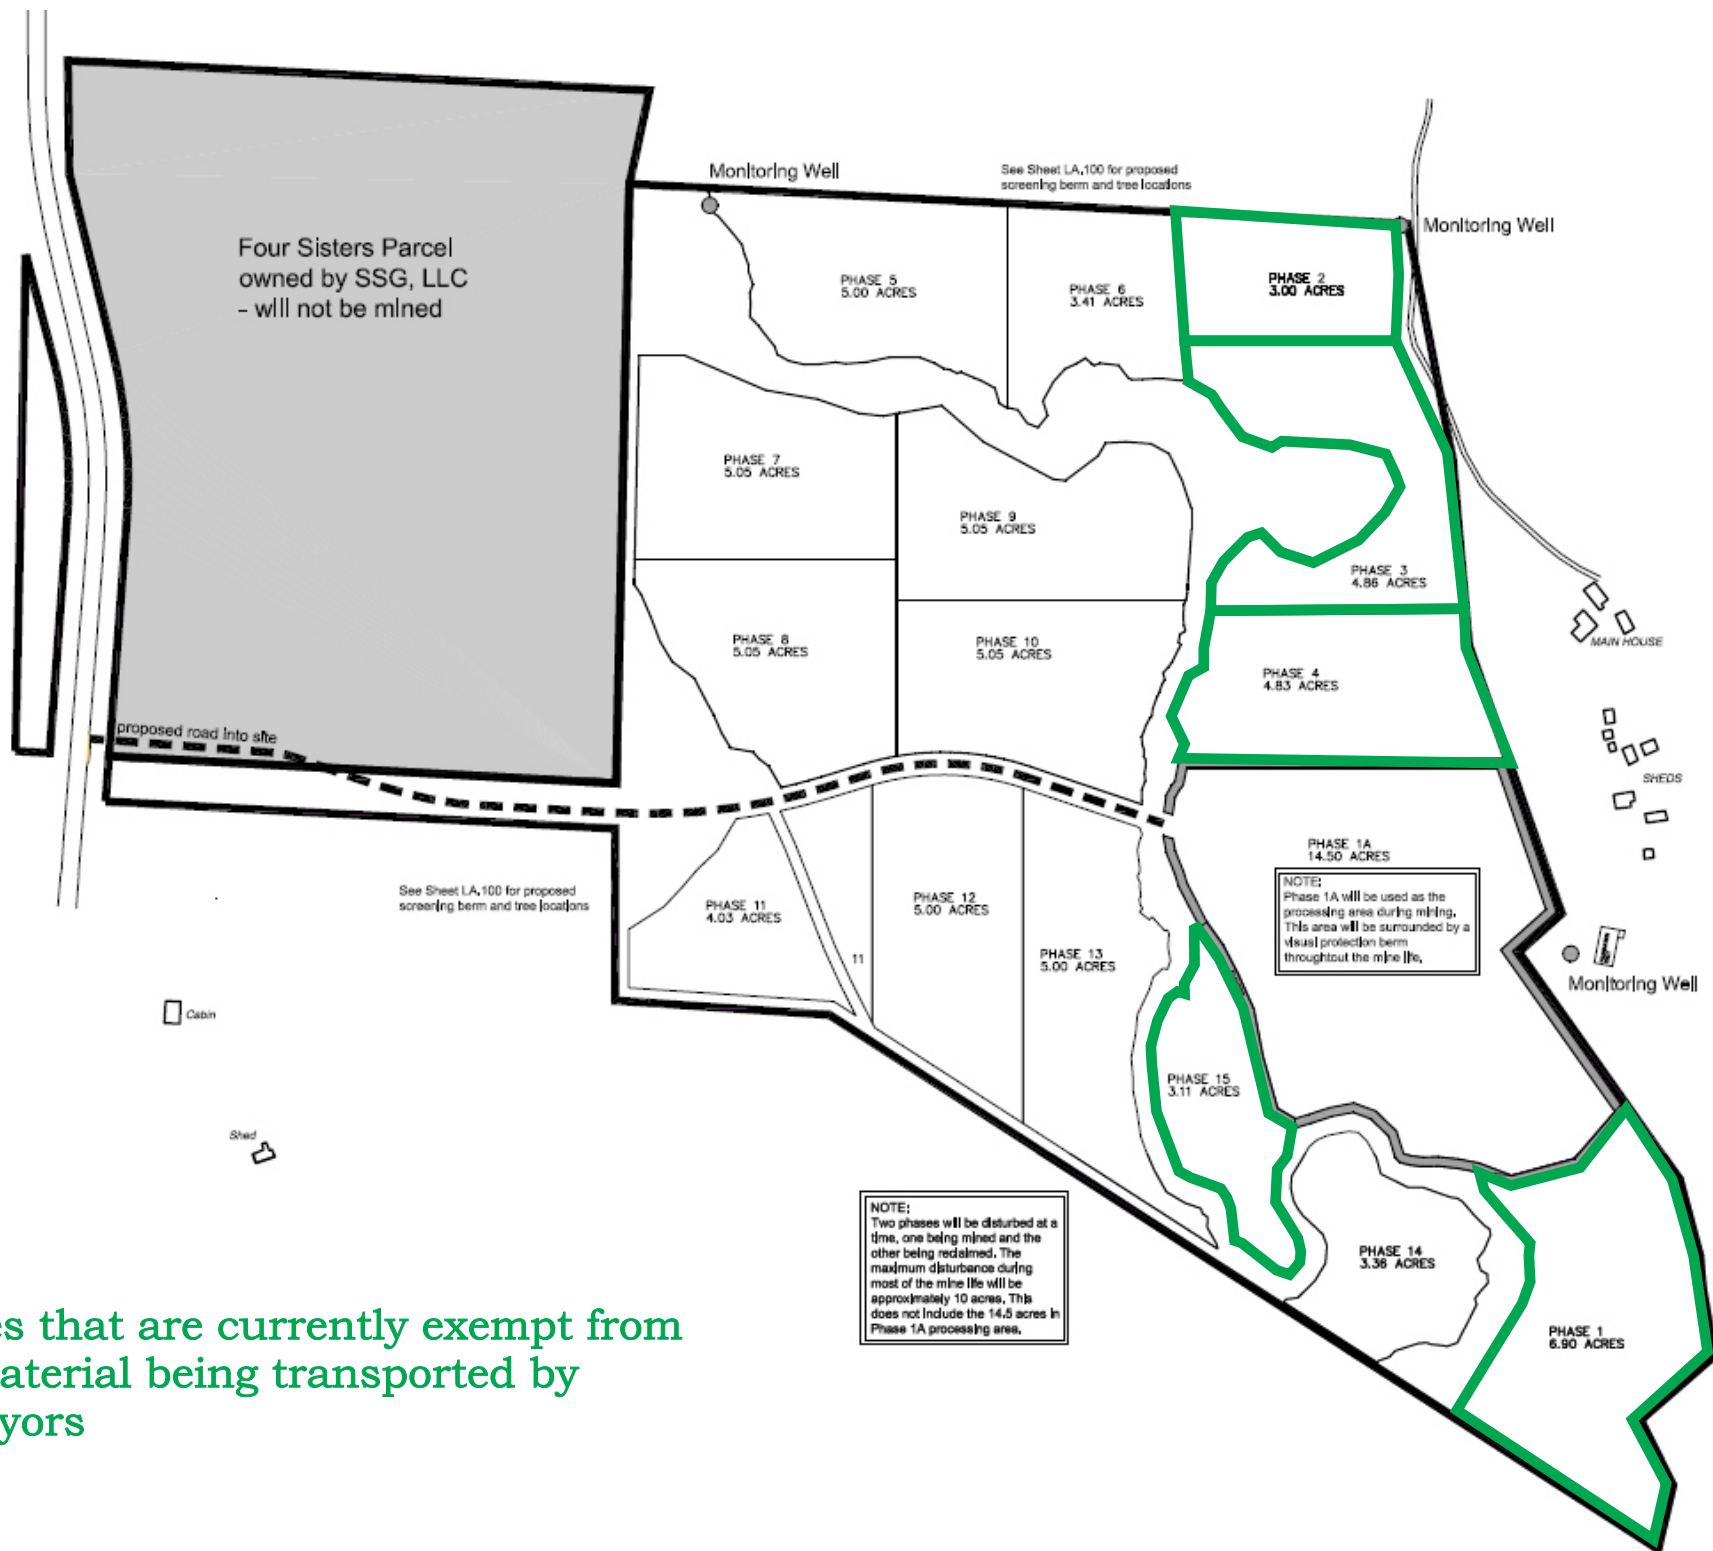 Monitoring Well
See Sheet LA.100 for proposed
screening berm and tree locations
Monitoring Well
Four Sisters Parcel
owned by SSG, LLC
- will not be mined
PHASE 5
5.00 ACRES
PHASE 6
3.41 ACRES
PHASE 2
3.00 ACRES
PHASE 7
5.05 ACRES
PHASE 9
5.05 ACRES
PHASE 3
4.86 ACRES
PHASE 8
5.05 ACRES
PHASE 10
5.05 ACRES
MAIN HOUSE
PHASE 4
4.83 ACRES
proposed road into site
SHEDS
PHASE 1A
14.50 ACRES
NOTE:
Phase 1A will be used as the
processing area during mining.
This area will be surrounded by a
visual protection berm
throughtout the mine life.
See Sheet LA.100 for proposed
screening berm and tree locations
PHASE 11
4.03 ACRES
PHASE 12
5.00 ACRES
11
PHASE 13
5.00 ACRES
Monitoring Well
Cabin
PHASE 15
3.11 ACRES
Shed
NOTE:
Two phases will be disturbed at a
time, one being mined and the
other being reclaimed. The
maximum disturbance during
most of the mine life will be
approximately 10 acres. This
does not include the 14.5 acres in
Phase 1A processing area.
PHASE 14
3.36 ACRES
PHASE 1
6.90 ACRES
es that are currently exempt from
aterial being transported by
yors